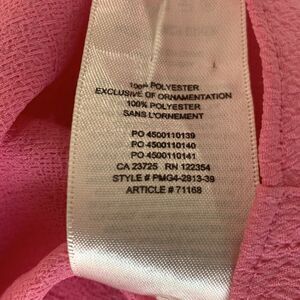 100% POLYESTER
EXCLUSIVE OF ORNAMENTATION
100% POLYESTER
SANS L'ORNEMENT
PO 4500110139
PO 4500110140
PO 4500110141
CA 23725 RN 122354
STYLE # PMG4-2813-39
ARTICLE # 71168